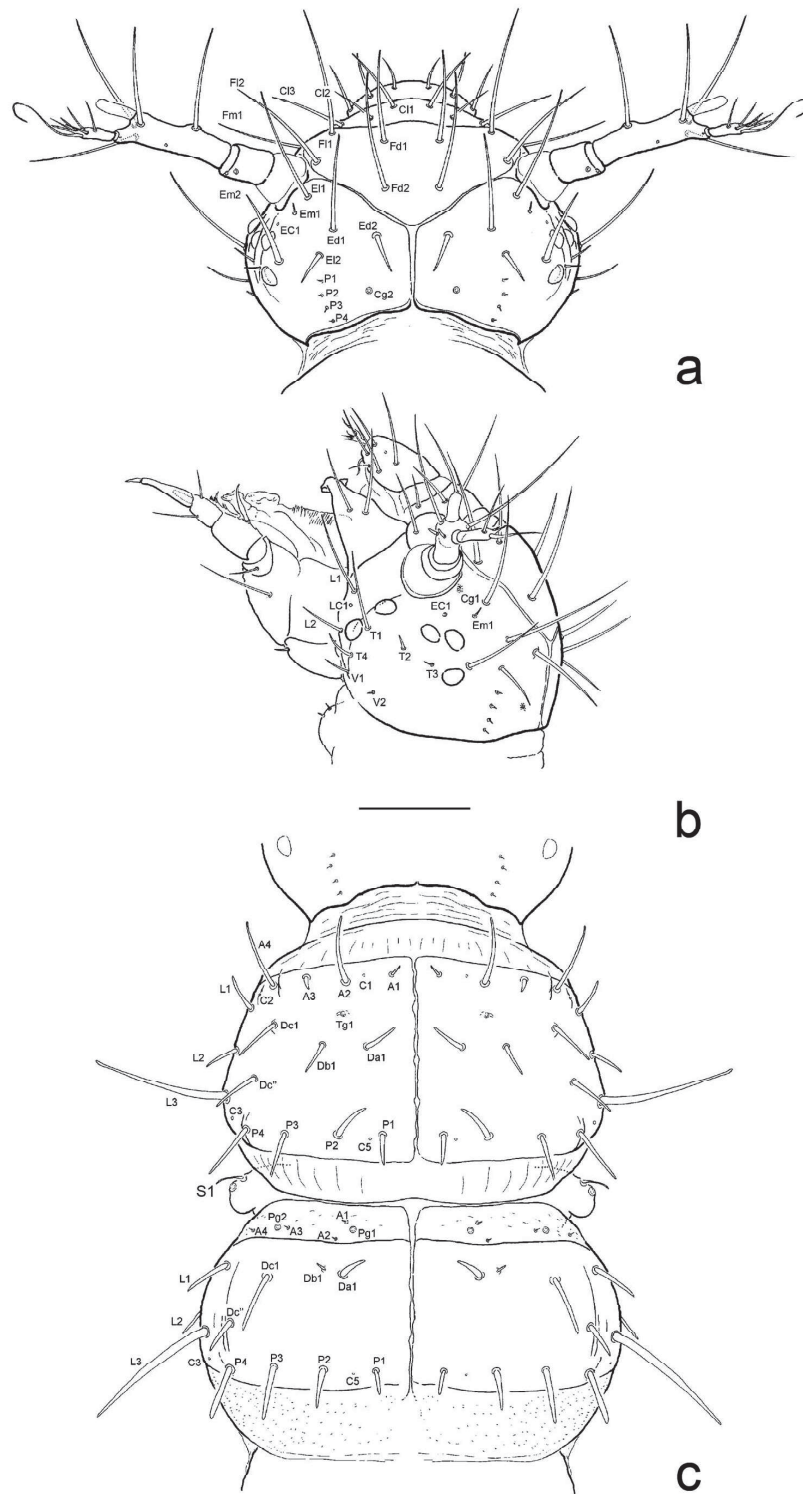 Fl2
Cl3
Cl2
Cl1
Fm1
Fl1
Fd1
El1
Fd2
Em2
Em1
EC1
Ed1
Ed2
El2
P1
P2
Cg2
P3
P4
a
L1
LC1
EC1
Cg1
Em1
L2
T1
T4
T2
T3
V1
V2
b
A4
L1
C2
A3
A2
C1
A1
Tg1
Dc1
L2
Db1
Da1
Dc"
L3
C3
P4
P3
P2
C5
P1
S1
Pg2
A1
A4
A3
A2
Pg1
L1
Dc1
Db1
Da1
L2
Dc"
L3
C3
P4
P3
P2
P1
C5
c